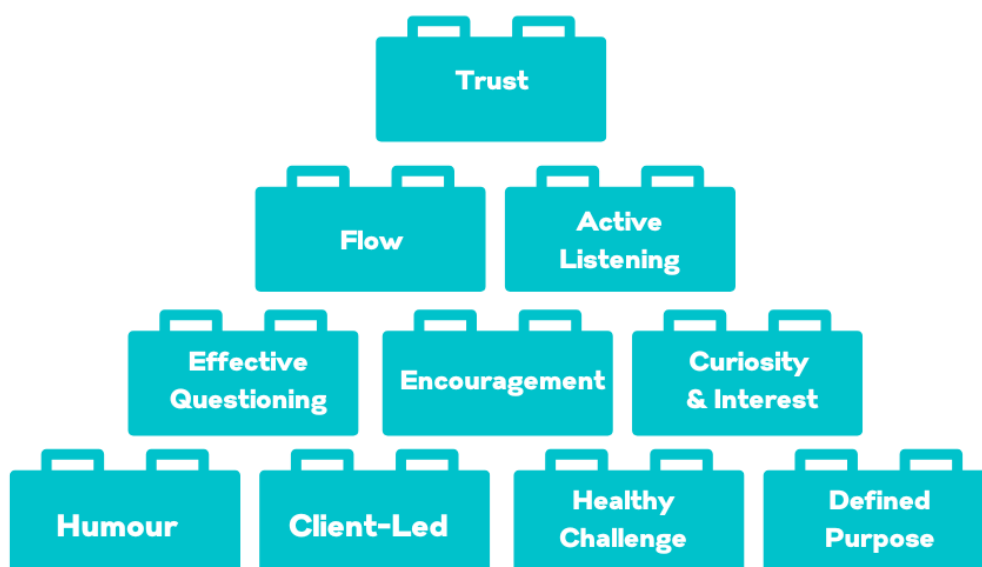 Trust
Flow
Active
Listening
Effective
Questioning
Encouragement
Curiosity
& Interest
Humour
Client-Led
Healthy
Challenge
Defined
Purpose